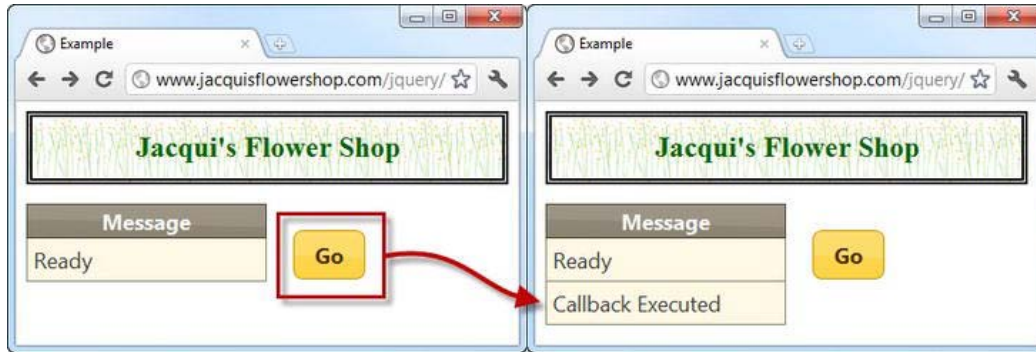 Example
www.jacquisflowershop.com/jquery/
Jacqui's Flower Shop
Message
Ready
Go
Example
www.jacquisflowershop.com/jquery/
Jacqui's Flower Shop
Message
Ready
Callback Executed
Go